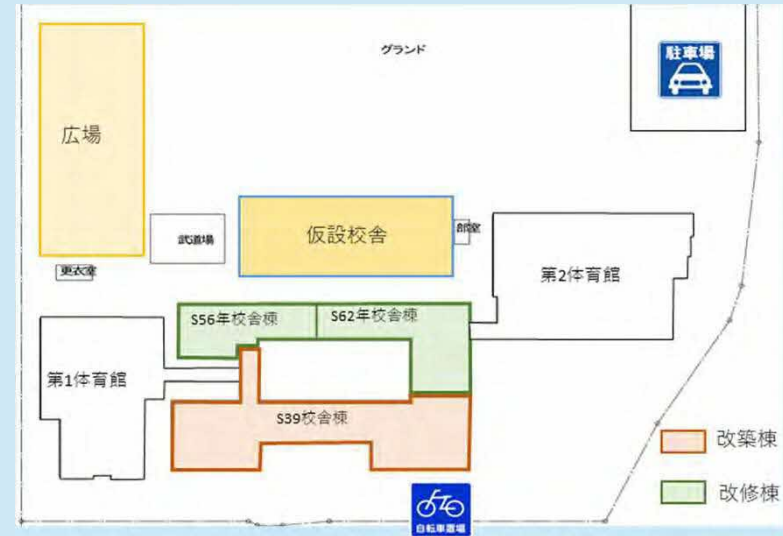 グランド
駐車場
広場
武道場
仮設校舎
部室
更衣室
第2体育館
S56年校舎棟
S62年校舎棟
第1体育館
S39校舎棟
改築棟
改修棟
自転車置場